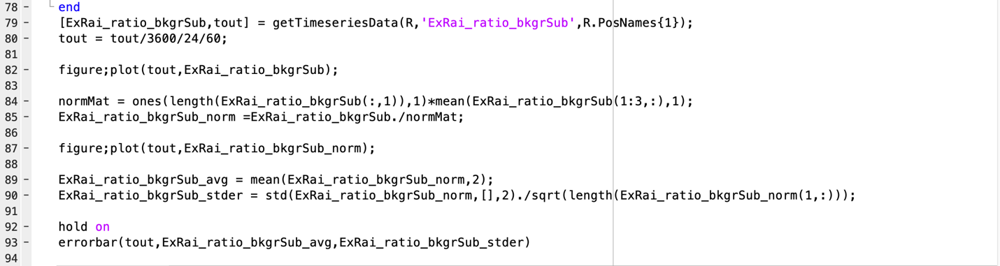 78 - end
79 - [ExRai_ratio_bkgrSub,tout] = getTimeseriesData(R,'ExRai_ratio_bkgrSub',R.PosNames{1});
80 - tout = tout/3600/24/60;
81
82 - figure;plot(tout,ExRai_ratio_bkgrSub);
83
84 - normMat = ones(length(ExRai_ratio_bkgrSub(:,1)),1)*mean(ExRai_ratio_bkgrSub(1:3,:),1);
85 - ExRai_ratio_bkgrSub_norm =ExRai_ratio_bkgrSub./normMat;
86
87 - figure;plot(tout,ExRai_ratio_bkgrSub_norm);
88
89 - ExRai_ratio_bkgrSub_avg = mean(ExRai_ratio_bkgrSub_norm,2);
90 - ExRai_ratio_bkgrSub_stder = std(ExRai_ratio_bkgrSub_norm,[],2)./sqrt(length(ExRai_ratio_bkgrSub_norm(1,:)));
91
92 - hold on
93 - errorbar(tout,ExRai_ratio_bkgrSub_avg,ExRai_ratio_bkgrSub_stder)
94